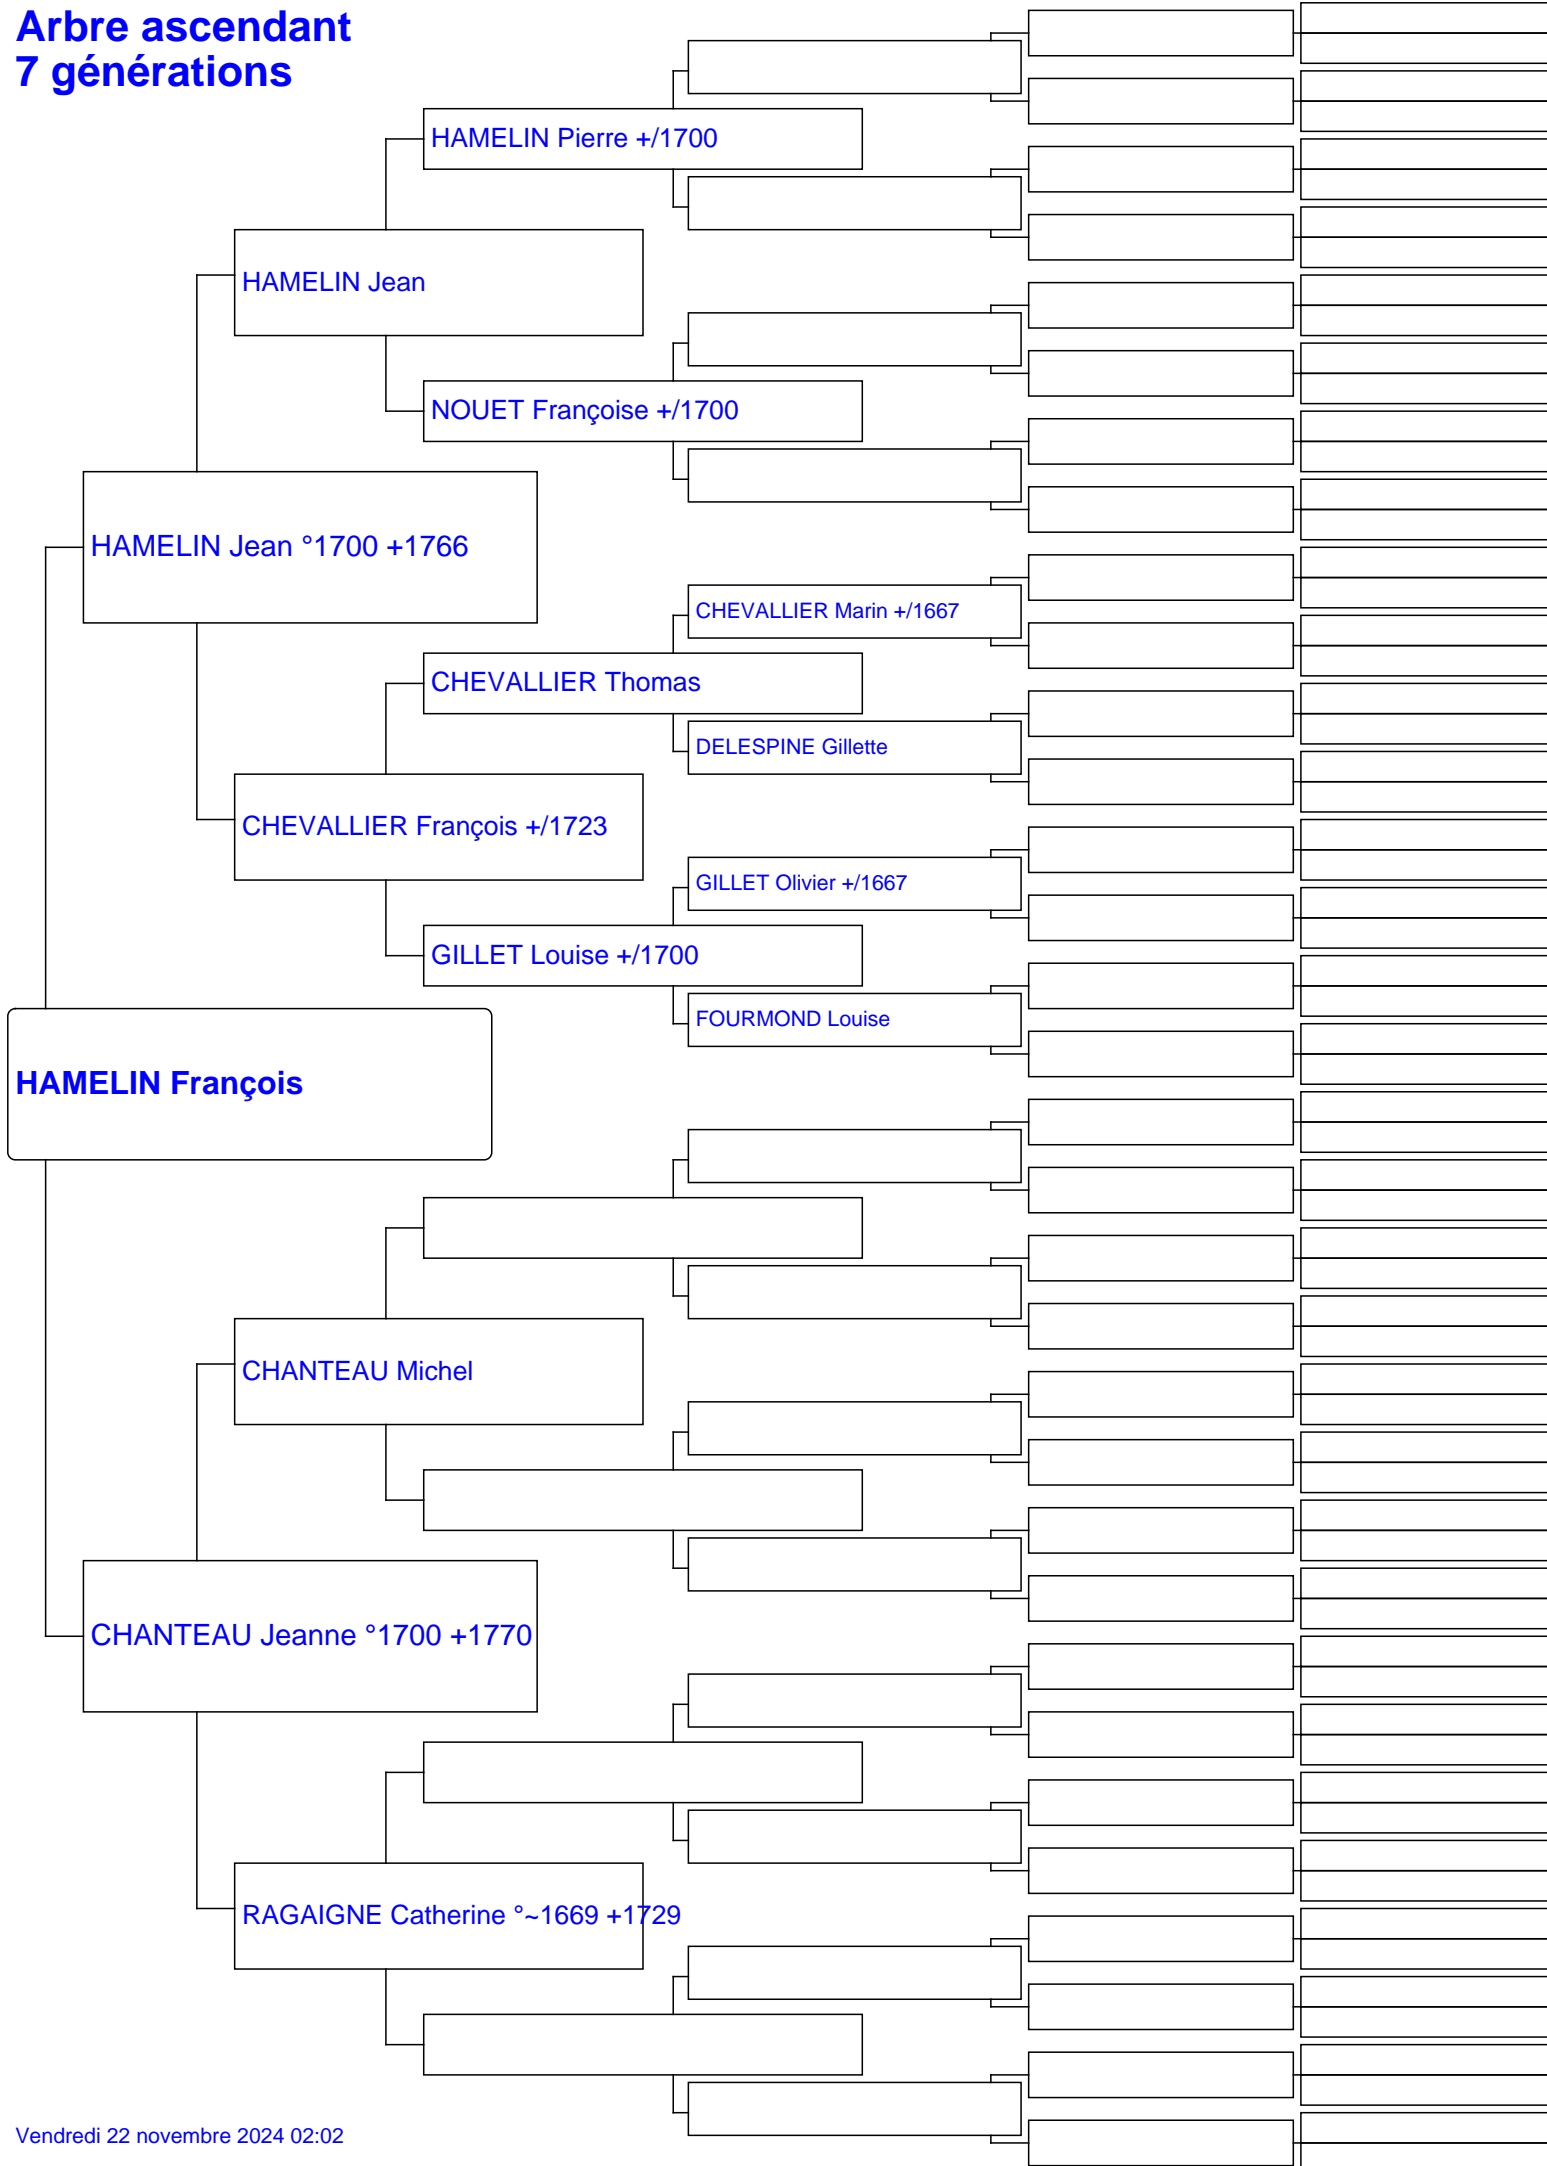 Arbre ascendant
7 générations
HAMELIN Pierre +/1700
HAMELIN Jean
NOUET Françoise +/1700
HAMELIN Jean °1700 +1766
CHEVALLIER Marin +/1667
CHEVALLIER Thomas
DELESPINE Gillette
CHEVALLIER François +/1723
GILLET Olivier +/1667
GILLET Louise +/1700
FOURMOND Louise
HAMELIN François
CHANTEAU Michel
CHANTEAU Jeanne °1700 +1770
RAGAIGNE Catherine °~1669 +1729
Vendredi 22 novembre 2024 02:02